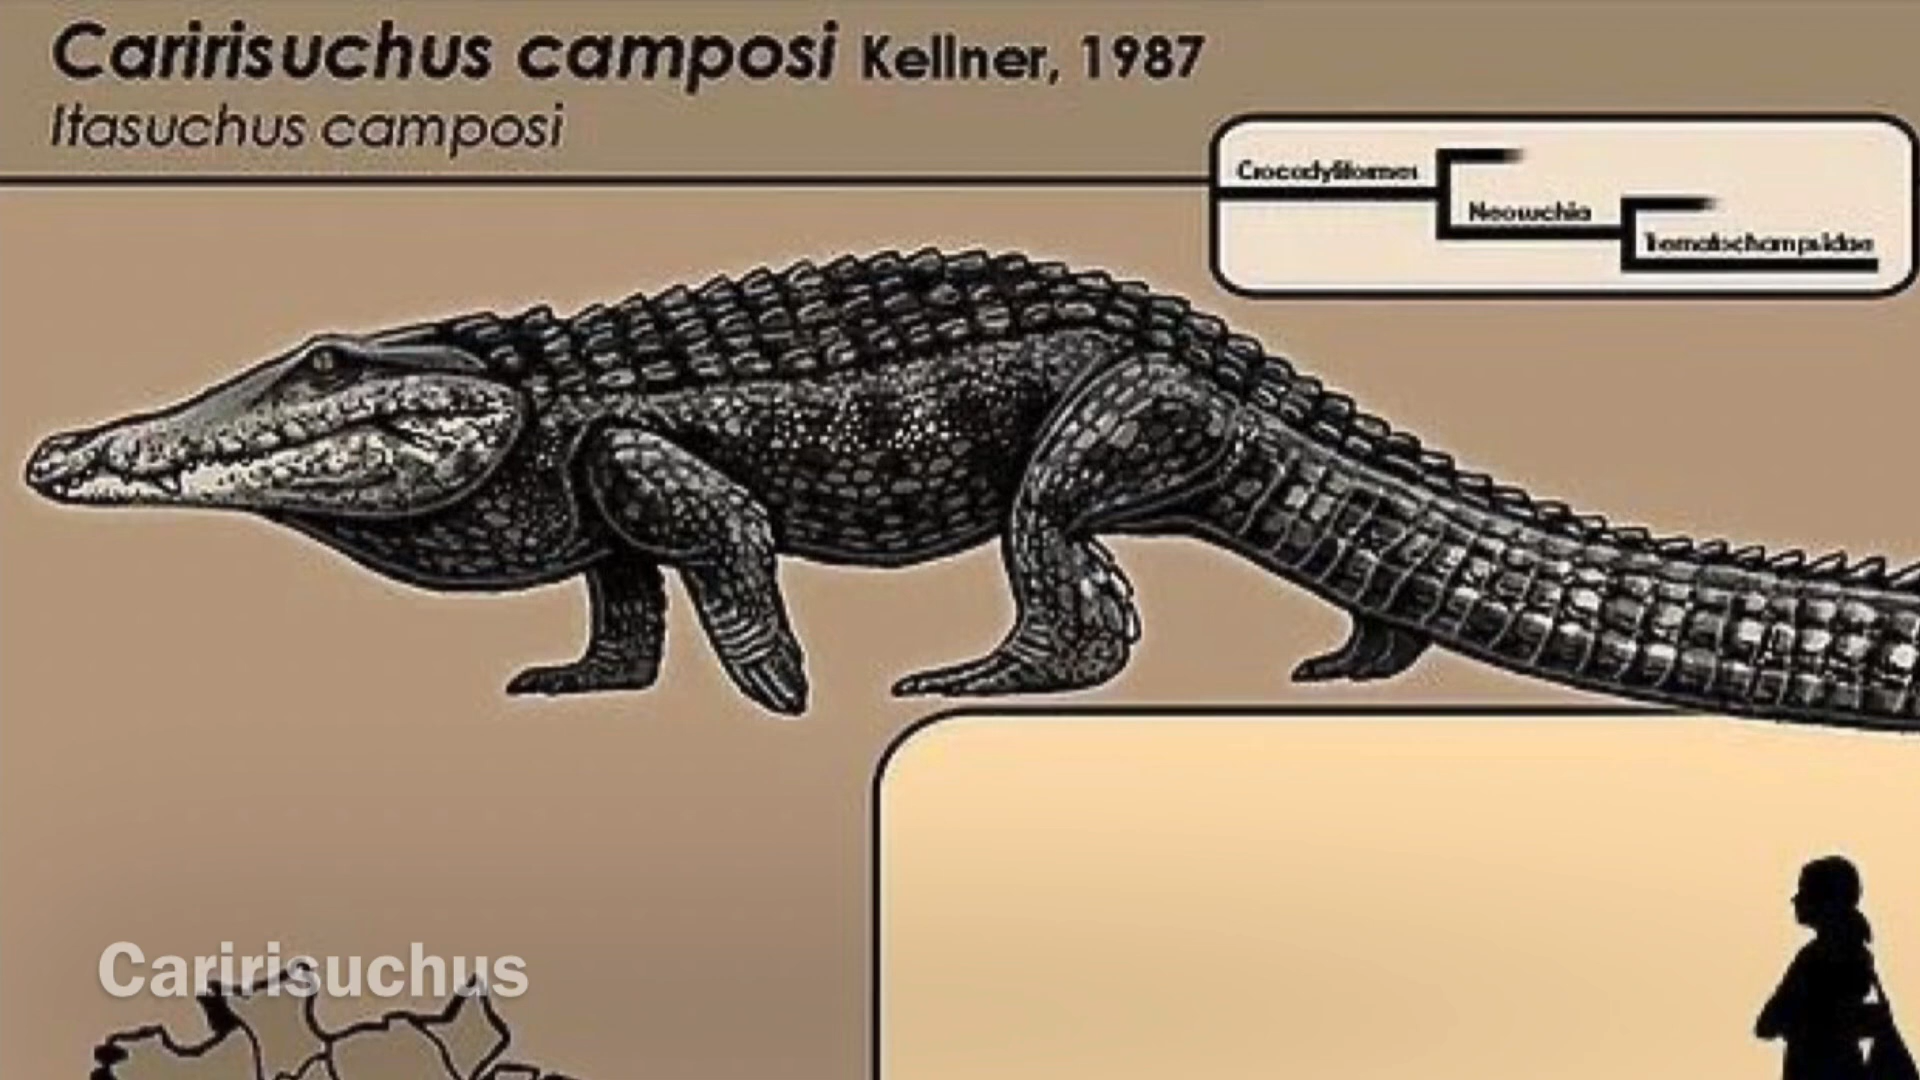 Caririsuchus camposi Kellner, 1987
Itasuchus camposi
Crocodyliformes
Neosuchia
Trematochampsidae
Caririsuchus